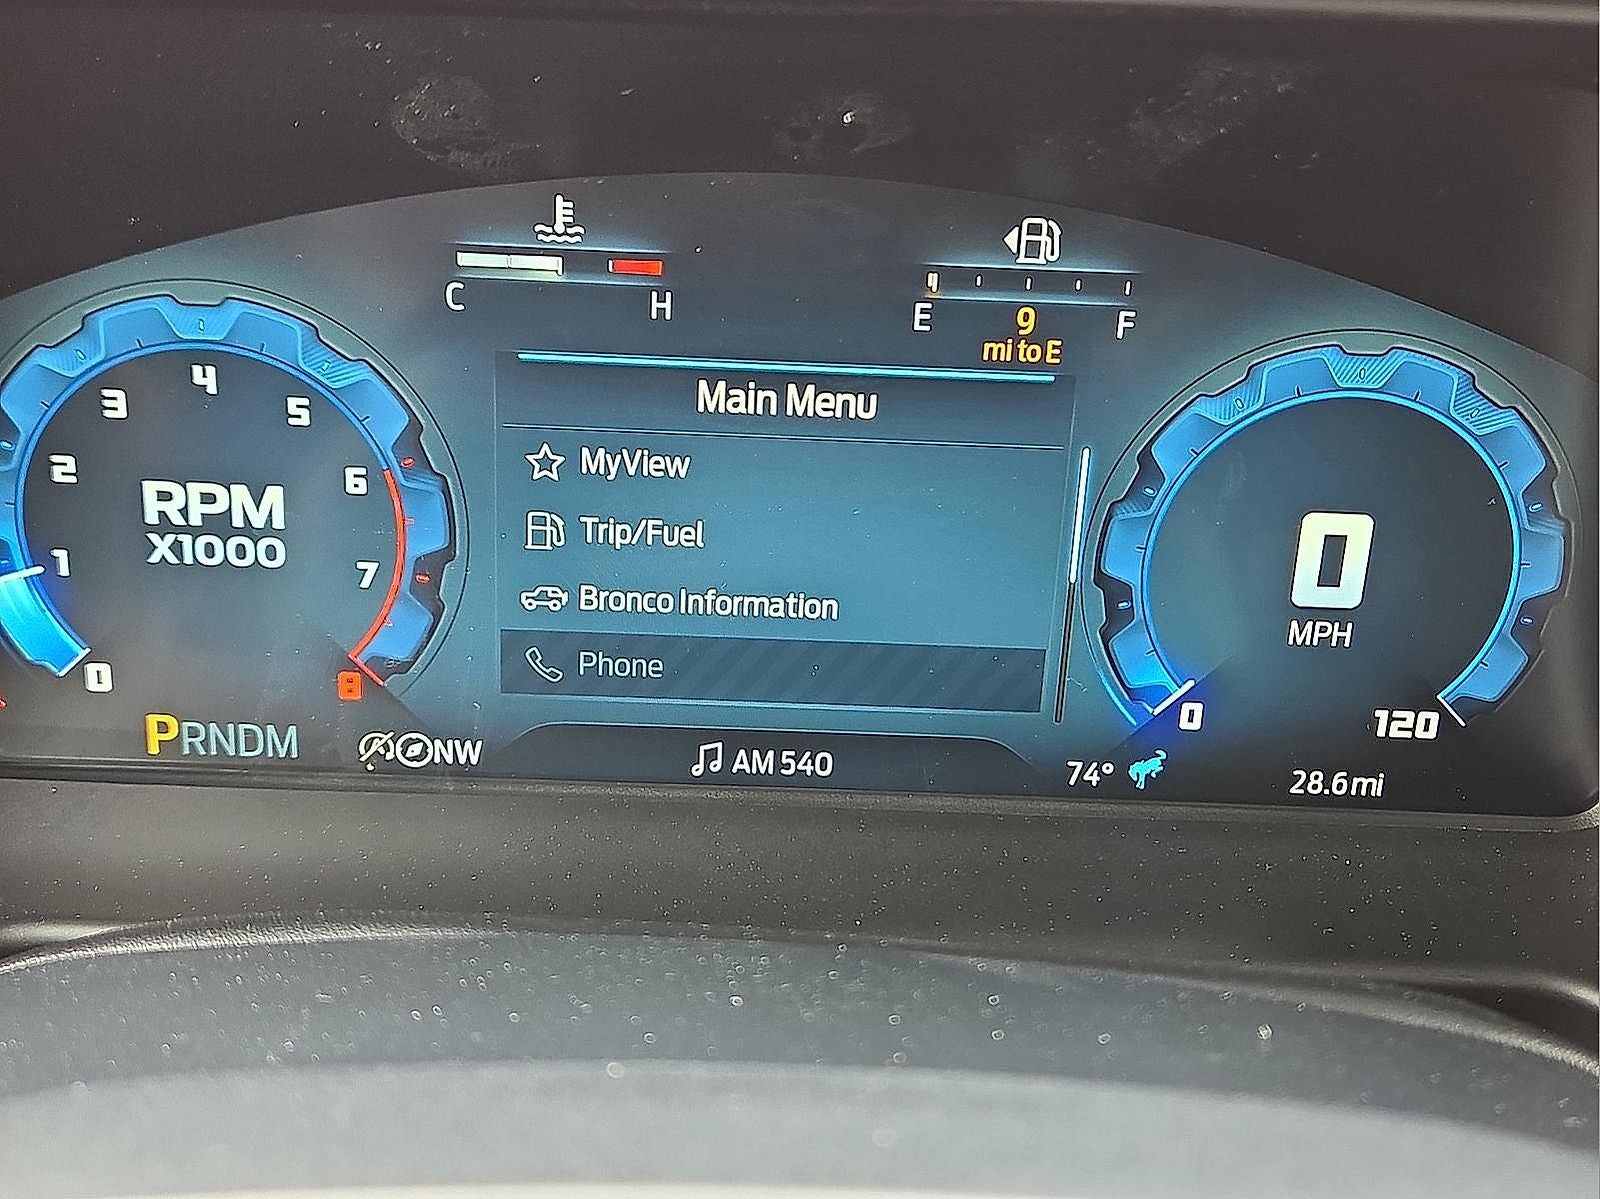 C H
E F
9
mi to E
Main Menu
MyView
Trip/Fuel
Bronco Information
Phone
0 1 2 3 4 5 6 7 8
RPM
X1000
0
MPH
0 120
PRNDM
NW
AM 540
74°
28.6 mi